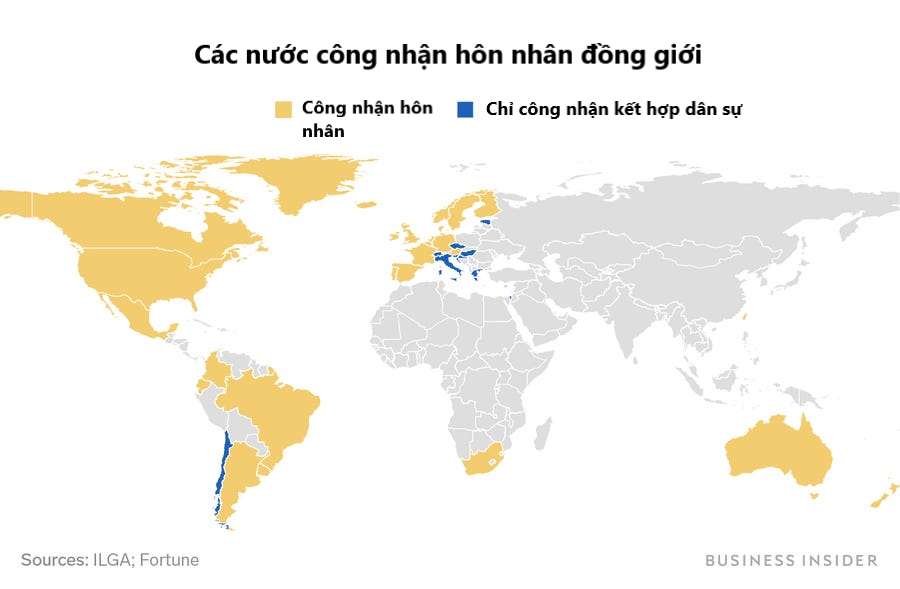 Các nước công nhận hôn nhân đồng giới
Công nhận hôn
nhân
Chỉ công nhận kết hợp dân sự
Sources: ILGA; Fortune
BUSINESS INSIDER